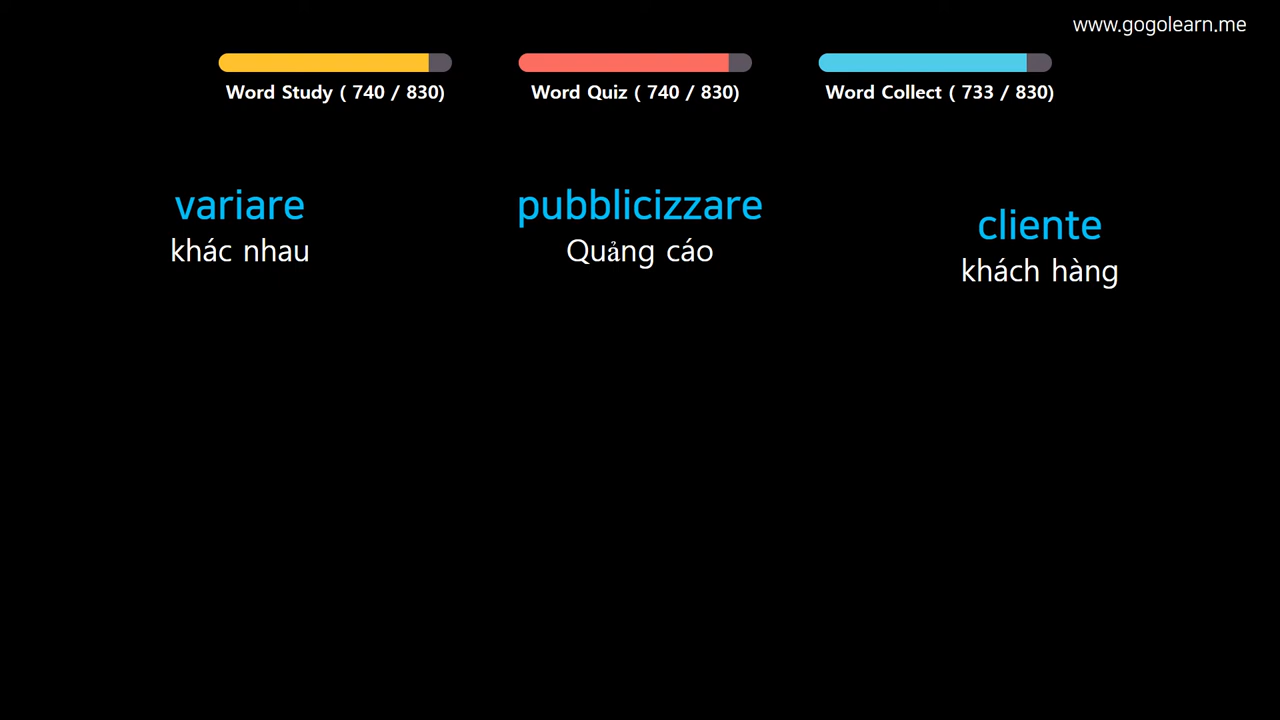 www.gogolearn.me
Word Study ( 740 / 830)
Word Quiz ( 740 / 830)
Word Collect ( 733 / 830)
variare
khác nhau
pubblicizzare
Quảng cáo
cliente
khách hàng